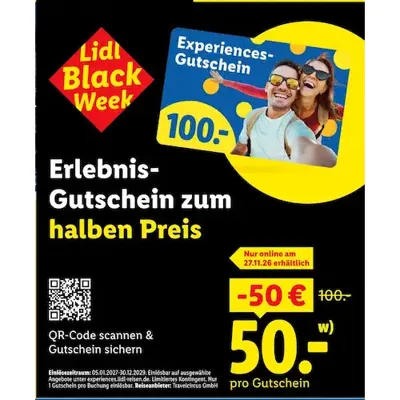 Lidl
Black
Week
Experiences-
Gutschein
100.-
Erlebnis-
Gutschein zum
halben Preis
Nur online am
27.11.26 erhältlich
-50 €
100.-
50.-
w)
pro Gutschein
QR-Code scannen &
Gutschein sichern
Einlösezeitraum: 05.01.2027-30.12.2029. Einlösbar auf ausgewählte
Angebote unter experiences.lidl-reisen.de. Limitiertes Kontingent. Nur
1 Gutschein pro Buchung einlösbar. Reiseanbieter: Travelcircus GmbH